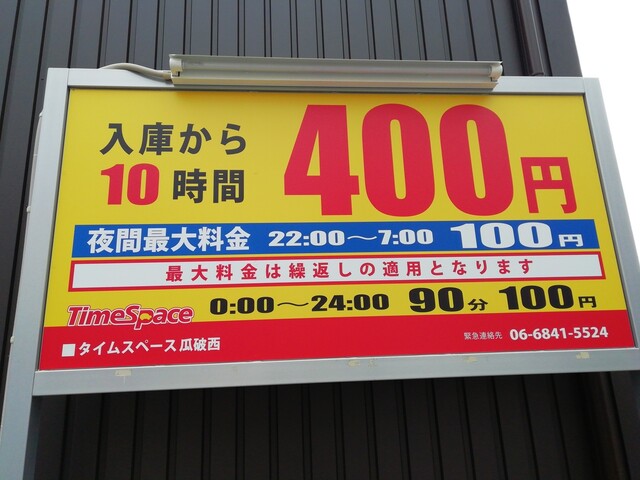 入庫から
10時間 400円
夜間最大料金 22:00～7:00 100円
最大料金は繰返しの適用となります
TimeSpace 0:00～24:00 90分 100円
■タイムスペース瓜破西 緊急連絡先 06-6841-5524